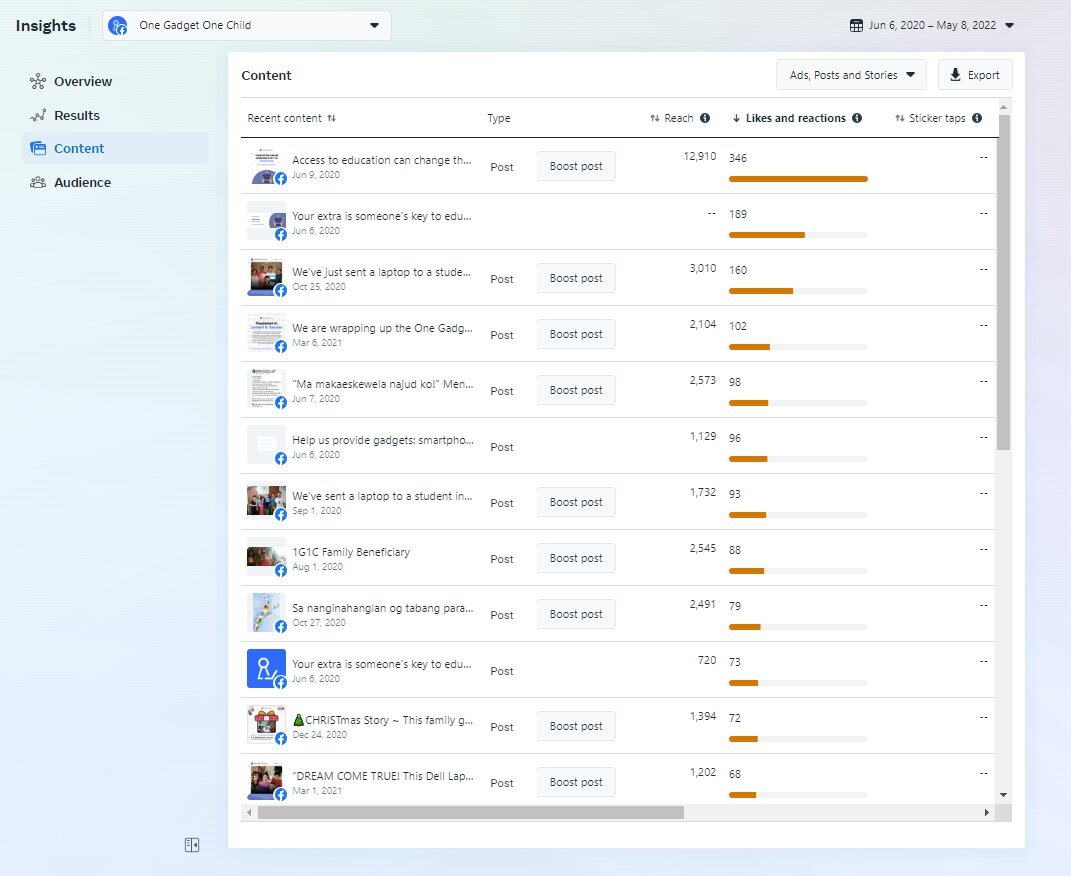 Insights
One Gadget One Child
Jun 6, 2020 – May 8, 2022
Overview
Results
Content
Audience
Content
Ads, Posts and Stories
Export
Recent content
Type
Reach
Likes and reactions
Sticker taps
Access to education can change th...
Jun 9, 2020
Post
Boost post
12,910
346
--
Your extra is someone's key to edu...
Jun 6, 2020
--
189
--
We've just sent a laptop to a stude...
Oct 25, 2020
Post
Boost post
3,010
160
--
We are wrapping up the One Gadg...
Mar 6, 2021
Post
Boost post
2,104
102
--
"Ma makaeskewela najud ko!" Men...
Jun 7, 2020
Post
Boost post
2,573
98
--
Help us provide gadgets: smartpho...
Jun 6, 2020
Post
1,129
96
--
We've sent a laptop to a student in...
Sep 1, 2020
Post
Boost post
1,732
93
--
1G1C Family Beneficiary
Aug 1, 2020
Post
Boost post
2,545
88
--
Sa nanginahanglan og tabang para...
Oct 27, 2020
Post
Boost post
2,491
79
--
Your extra is someone's key to edu...
Jun 6, 2020
Post
720
73
--
🎄CHRISTmas Story ~ This family g...
Dec 24, 2020
Post
Boost post
1,394
72
--
"DREAM COME TRUE! This Dell Lap...
Mar 1, 2021
Post
Boost post
1,202
68
--